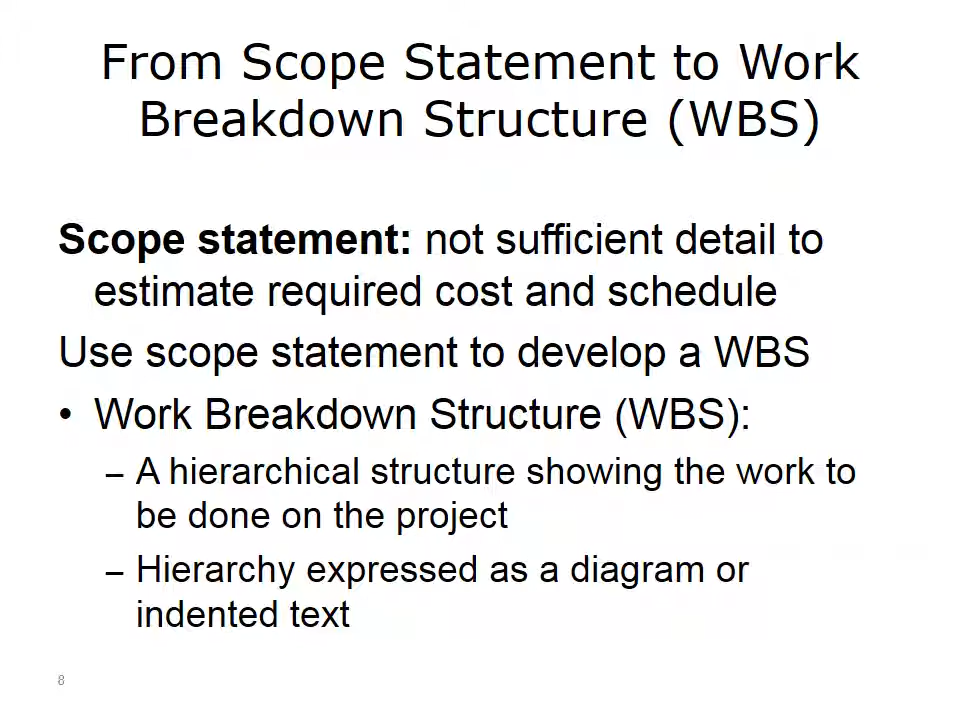 From Scope Statement to Work
Breakdown Structure (WBS)
Scope statement: not sufficient detail to
estimate required cost and schedule
Use scope statement to develop a WBS
• Work Breakdown Structure (WBS):
– A hierarchical structure showing the work to
be done on the project
– Hierarchy expressed as a diagram or
indented text
8